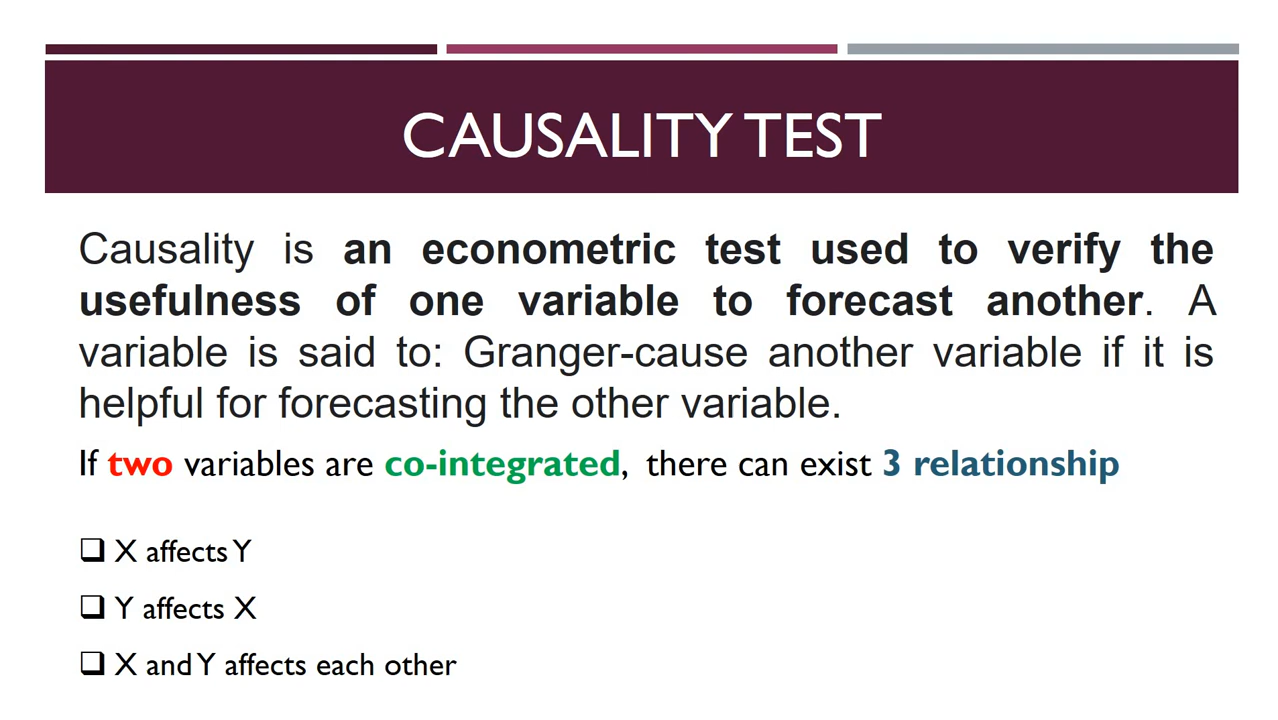 CAUSALITY TEST
Causality is an econometric test used to verify the
usefulness of one variable to forecast another. A
variable is said to: Granger-cause another variable if it is
helpful for forecasting the other variable.
If two variables are co-integrated, there can exist 3 relationship
❑ X affects Y
❑ Y affects X
❑ X and Y affects each other